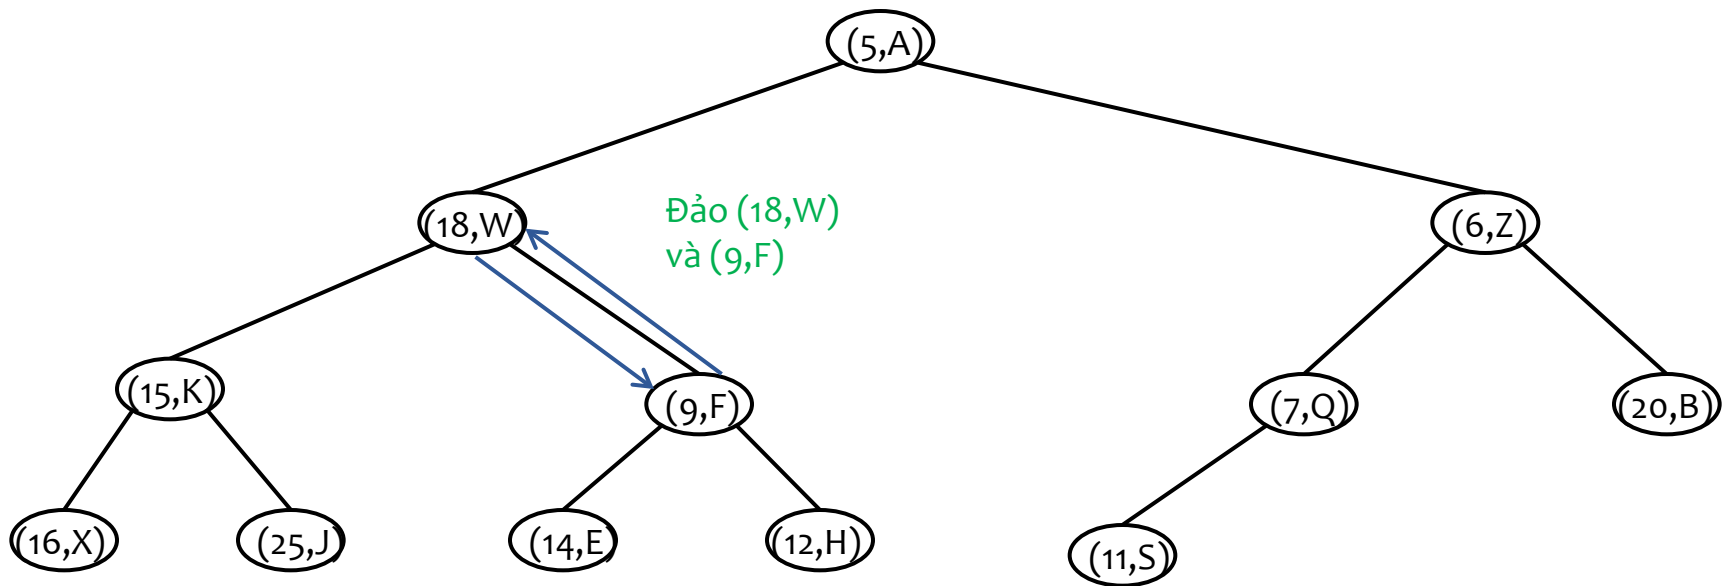 (5,A)
(18,W)
Đảo (18,W)
và (9,F)
(6,Z)
(15,K)
(9,F)
(7,Q)
(20,B)
(16,X)
(25,J)
(14,E)
(12,H)
(11,S)